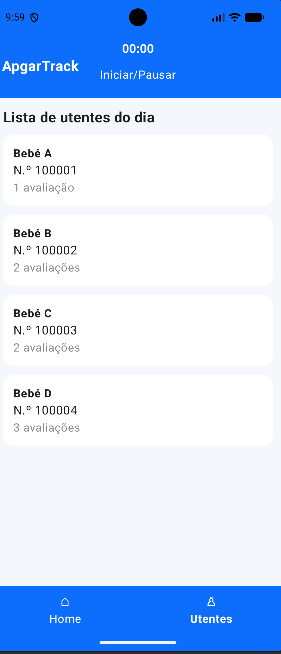 9:59
00:00
ApgarTrack
Iniciar/Pausar
Lista de utentes do dia
Bebé A
N.º 100001
1 avaliação
Bebé B
N.º 100002
2 avaliações
Bebé C
N.º 100003
2 avaliações
Bebé D
N.º 100004
3 avaliações
Home
Utentes